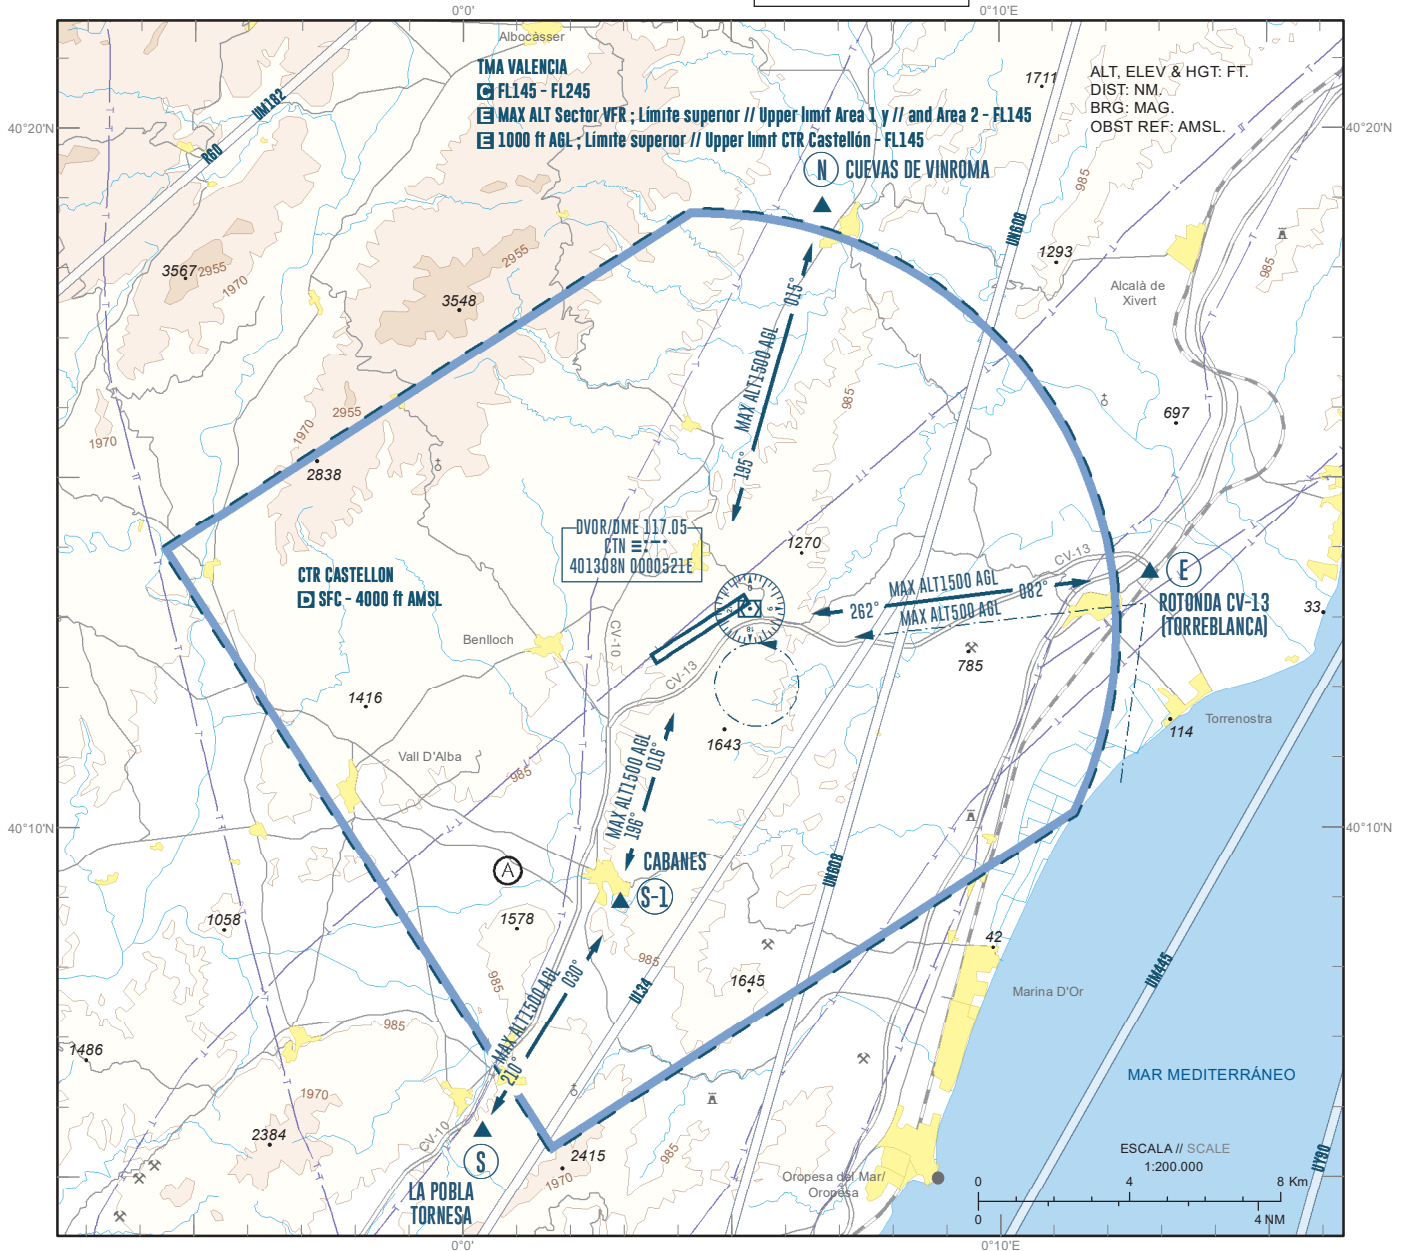 0°0'
0°10'E
Albocàsser
TMA VALENCIA
C FL145 - FL245
E MAX ALT Sector VFR ; Límite superior // Upper limit Area 1 y // and Area 2 - FL145
E 1000 ft AGL ; Límite superior // Upper limit CTR Castellón - FL145
ALT, ELEV & HGT: FT.
DIST: NM.
BRG: MAG.
OBST REF: AMSL.
1711
UM182
R60
40°20'N
40°20'N
N CUEVAS DE VINROMA
985
UN608
1293
985
3567
2955
1970
2955
3548
Alcalà de
Xivert
015°
MAX ALT1500 AGL
195°
985
697
2955
1970
1970
2838
DVOR/DME 117.05
CTN
401308N 0000521E
1270
CV-13
E
ROTONDA CV-13
(TORREBLANCA)
MAX ALT1500 AGL
262°
082°
MAX ALT500 AGL
33
CTR CASTELLON
D SFC - 4000 ft AMSL
Benlloch
CV-10
CV-13
785
1416
1643
Torrenostra
114
Vall D'Alba
985
MAX ALT1500 AGL
016°
196°
40°10'N
40°10'N
CABANES
S-1
A
UN608
1058
1578
985
985
1645
42
UL34
UM445
Marina D'Or
MAX ALT1500 AGL
030°
210°
985
1486
1970
2384
CV-10
S
LA POBLA
TORNESA
2415
1970
985
MAR MEDITERRÁNEO
Oropesa del Mar/
Oropesa
UY90
ESCALA // SCALE
1:200.000
0 4 8 Km
0 4 NM
0°0'
0°10'E